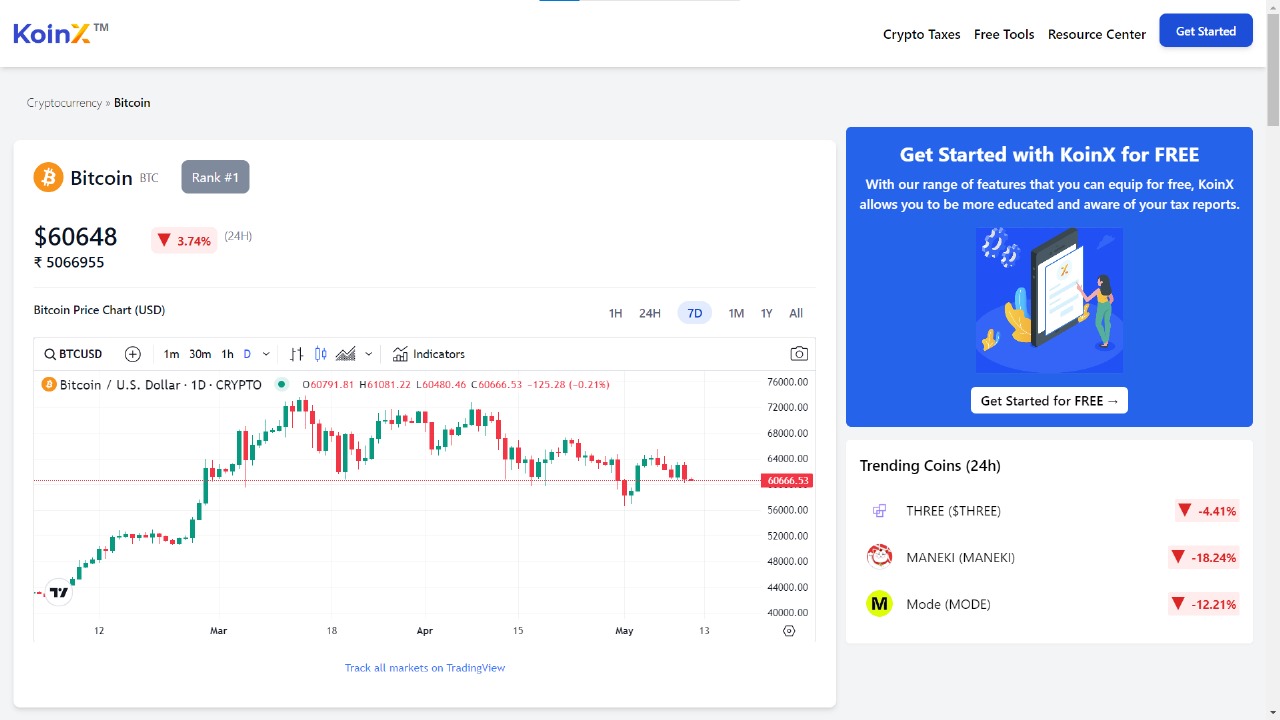 KoinX™
Crypto Taxes Free Tools Resource Center Get Started
Cryptocurrency » Bitcoin
Bitcoin BTC Rank #1
$60648 3.74% (24H)
₹ 5066955
Bitcoin Price Chart (USD)
1H 24H 7D 1M 1Y All
BTCUSD 1m 30m 1h D Indicators
Bitcoin / U.S. Dollar · 1D · CRYPTO O60791.81 H61081.22 L60480.46 C60666.53 −125.28 (−0.21%)
76000.00
72000.00
68000.00
64000.00
60666.53
56000.00
52000.00
48000.00
44000.00
40000.00
12 Mar 18 Apr 15 May 13
Track all markets on TradingView
Get Started with KoinX for FREE
With our range of features that you can equip for free, KoinX
allows you to be more educated and aware of your tax reports.
Get Started for FREE →
Trending Coins (24h)
THREE ($THREE) -4.41%
MANEKI (MANEKI) -18.24%
M Mode (MODE) -12.21%